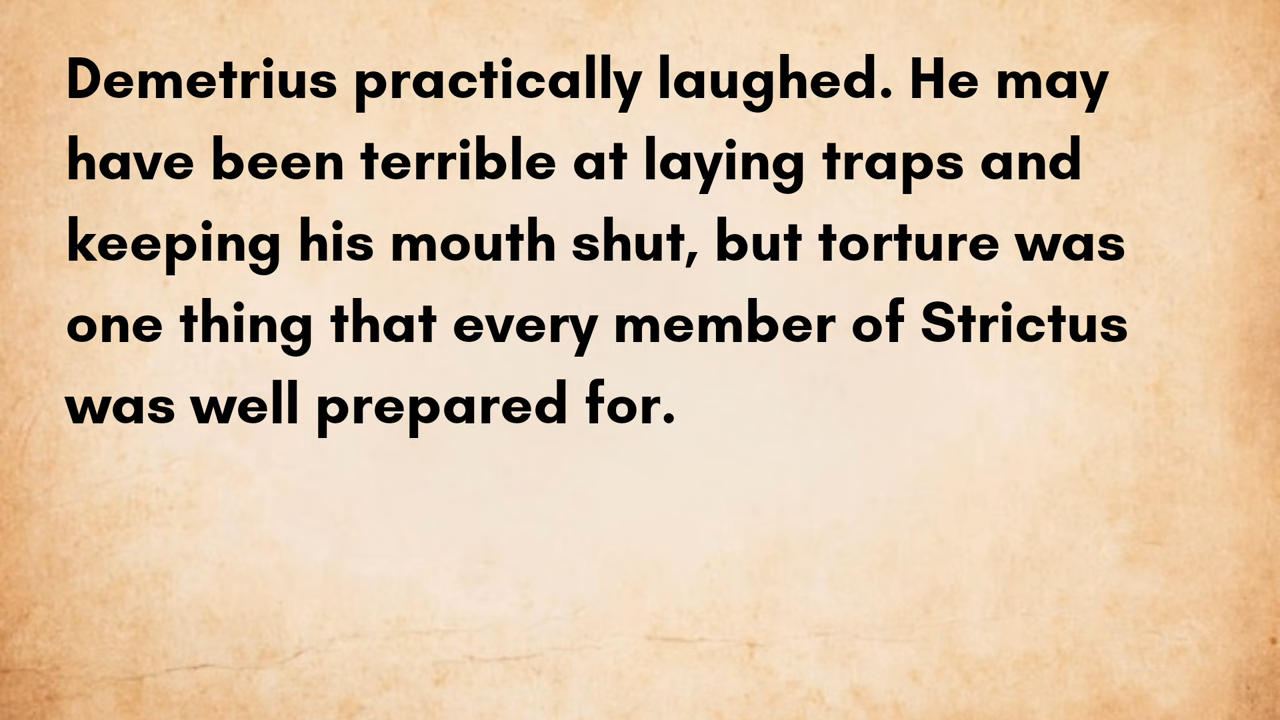 Demetrius practically laughed. He may
have been terrible at laying traps and
keeping his mouth shut, but torture was
one thing that every member of Strictus
was well prepared for.